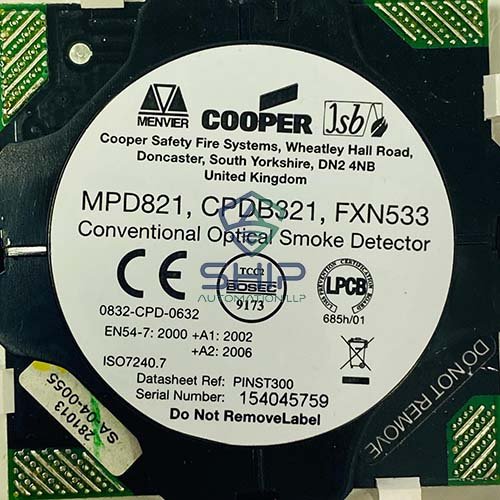 MENVIER COOPER Jsb
Cooper Safety Fire Systems, Wheatley Hall Road,
Doncaster, South Yorkshire, DN2 4NB
United Kingdom
MPD821, CPDB321, FXN533
Conventional Optical Smoke Detector
SHIP
AUTOMATION LLP
CE
TCC2
BOSEC
9173
LPCB
685h/01
0832-CPD-0632
EN54-7: 2000 +A1: 2002
+A2: 2006
ISO7240.7
Datasheet Ref: PINST300
Serial Number: 154045759
Do Not RemoveLabel
DO NOT REMOVE
281013
SA-04-0055